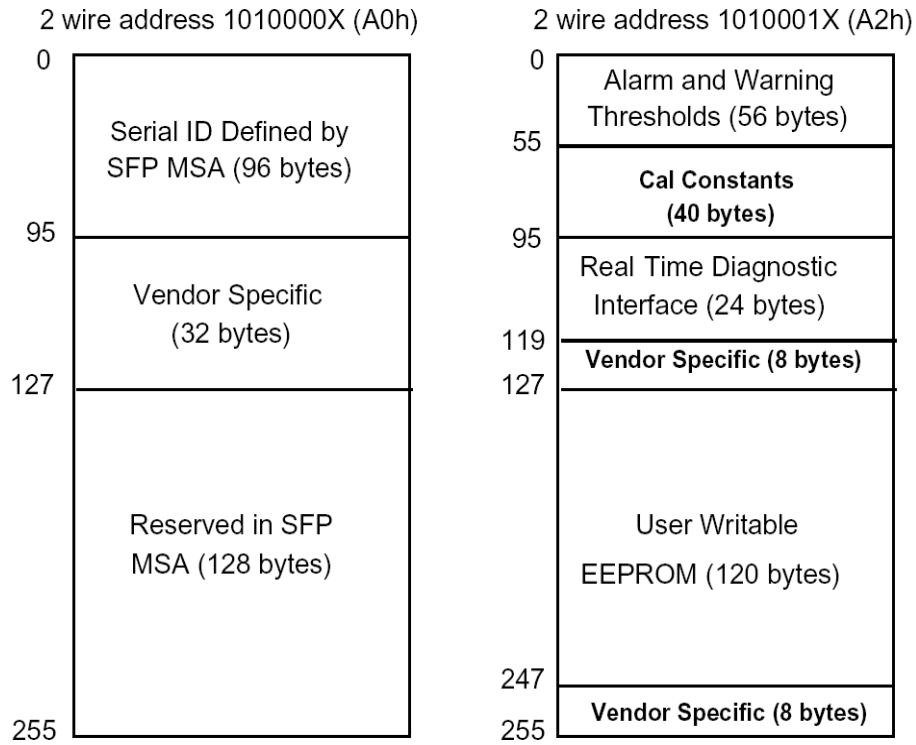 2 wire address 1010000X (A0h)
0
Serial ID Defined by
SFP MSA (96 bytes)
95
Vendor Specific
(32 bytes)
127
Reserved in SFP
MSA (128 bytes)
255
2 wire address 1010001X (A2h)
0
Alarm and Warning
Thresholds (56 bytes)
55
Cal Constants
(40 bytes)
95
Real Time Diagnostic
Interface (24 bytes)
119
Vendor Specific (8 bytes)
127
User Writable
EEPROM (120 bytes)
247
Vendor Specific (8 bytes)
255